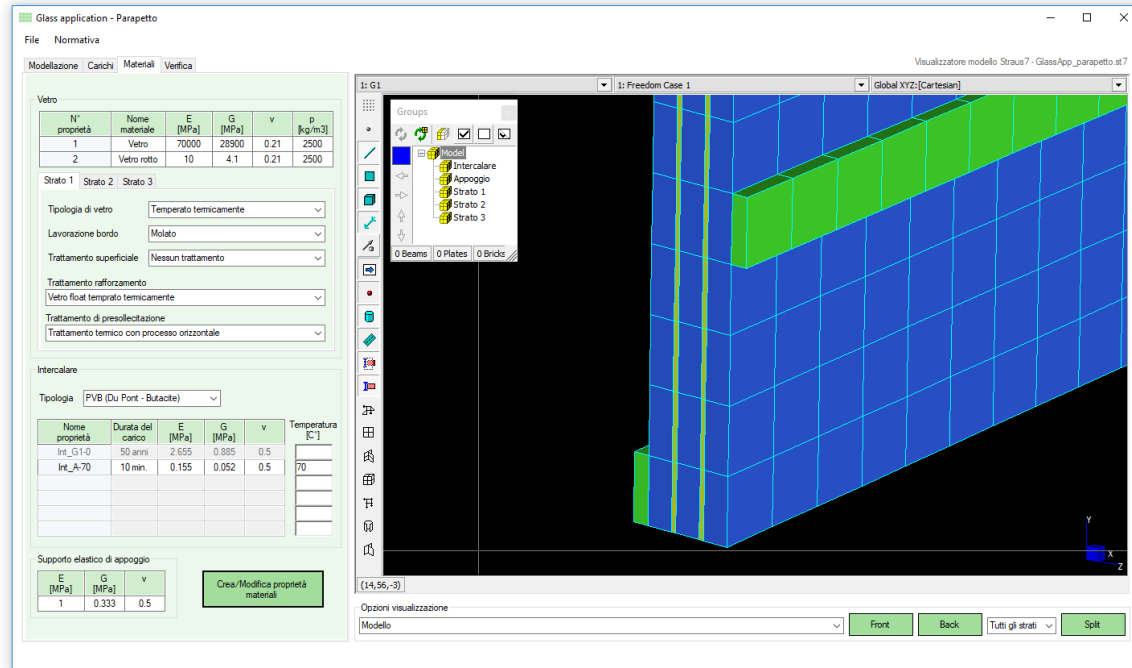 Glass application - Parapetto
File Normativa
Modellazione Carichi Materiali Verifica
Visualizzatore modello Straus7 - GlassApp_parapetto.st7
Vetro
N° proprietà Nome materiale E [MPa] G [MPa] v p [kg/m3]
1 Vetro 70000 28900 0.21 2500
2 Vetro rotto 10 4.1 0.21 2500
Strato 1 Strato 2 Strato 3
Tipologia di vetro Temperato termicamente
Lavorazione bordo Molato
Trattamento superficiale Nessun trattamento
Trattamento rafforzamento
Vetro float temprato termicamente
Trattamento di presollecitazione
Trattamento termico con processo orizzontale
Intercalare
Tipologia PVB (Du Pont - Butacite)
Nome proprietà Durata del carico E [MPa] G [MPa] v Temperatura [C°]
Int_G1-0 50 anni 2.655 0.885 0.5
Int_A-70 10 min. 0.155 0.052 0.5 70
Supporto elastico di appoggio
E [MPa] G [MPa] v
1 0.333 0.5
Crea/Modifica proprietà materiali
1: G1 1: Freedom Case 1 Global XYZ:[Cartesian]
Groups
Model
Intercalare
Appoggio
Strato 1
Strato 2
Strato 3
0 Beams 0 Plates 0 Bricks
Y
X
Z
(14,56,-3)
Opzioni visualizzazione
Modello Front Back Tutti gli strati Split